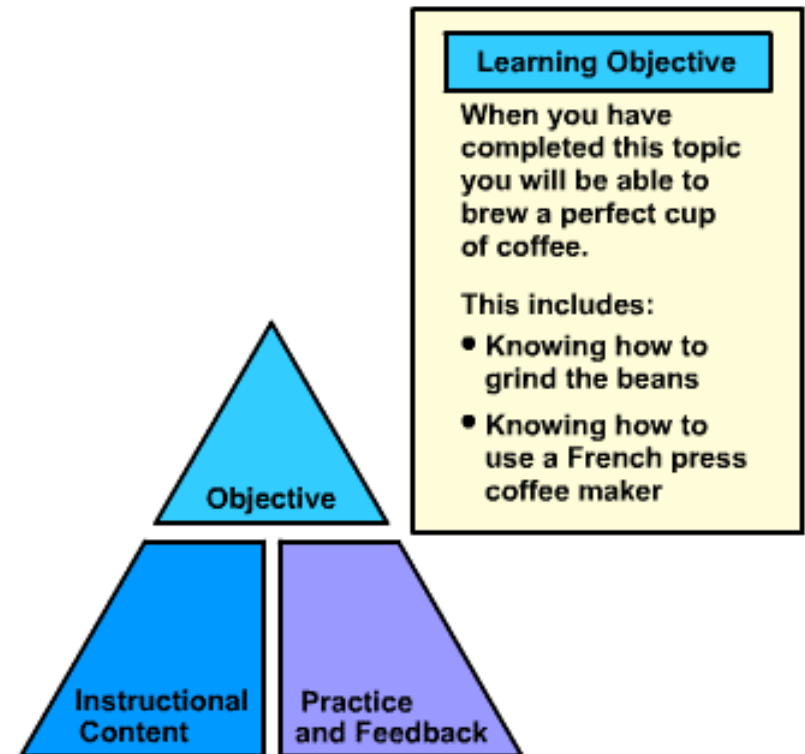 Learning Objective
When you have
completed this topic
you will be able to
brew a perfect cup
of coffee.
This includes:
• Knowing how to
grind the beans
• Knowing how to
use a French press
coffee maker
Objective
Instructional
Content
Practice
and Feedback